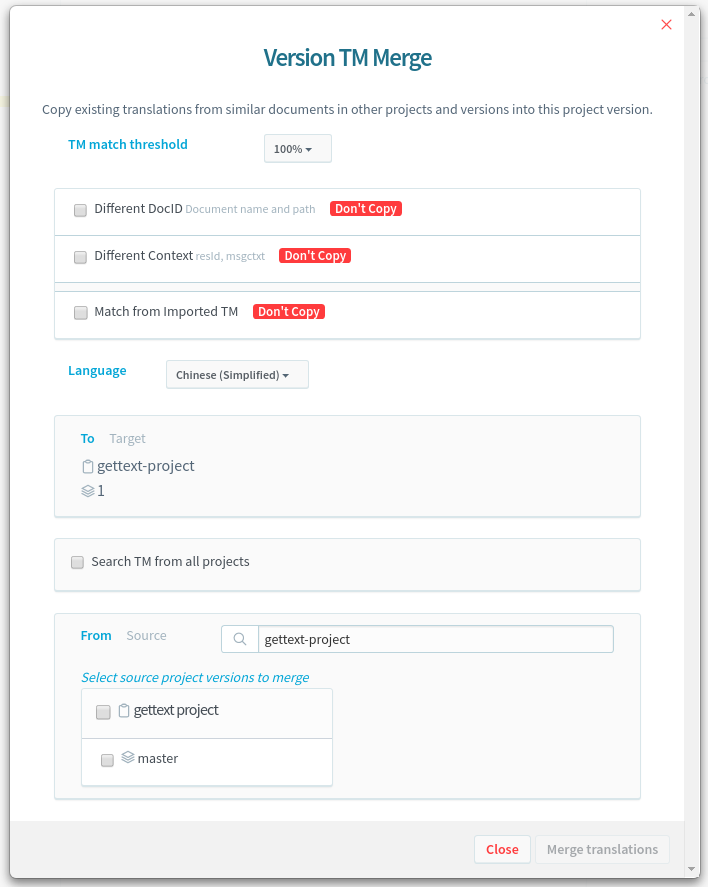 Version TM Merge
Copy existing translations from similar documents in other projects and versions into this project version.
TM match threshold 100%
Different DocID Document name and path Don't Copy
Different Context resId, msgctxt Don't Copy
Match from Imported TM Don't Copy
Language Chinese (Simplified)
To Target
gettext-project
1
Search TM from all projects
From Source gettext-project
Select source project versions to merge
gettext project
master
Close Merge translations